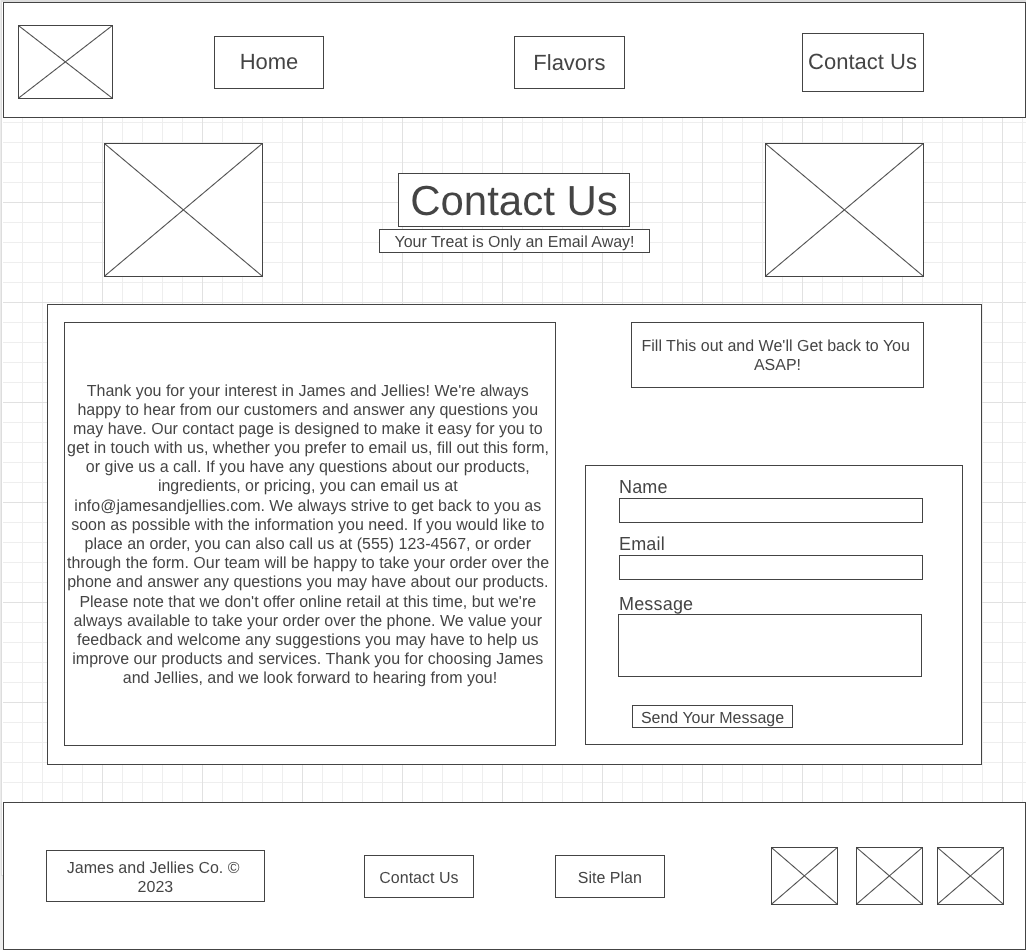 Home
Flavors
Contact Us
Contact Us
Your Treat is Only an Email Away!
Thank you for your interest in James and Jellies! We're always
happy to hear from our customers and answer any questions you
may have. Our contact page is designed to make it easy for you to
get in touch with us, whether you prefer to email us, fill out this form,
or give us a call. If you have any questions about our products,
ingredients, or pricing, you can email us at
info@jamesandjellies.com. We always strive to get back to you as
soon as possible with the information you need. If you would like to
place an order, you can also call us at (555) 123-4567, or order
through the form. Our team will be happy to take your order over the
phone and answer any questions you may have about our products.
Please note that we don't offer online retail at this time, but we're
always available to take your order over the phone. We value your
feedback and welcome any suggestions you may have to help us
improve our products and services. Thank you for choosing James
and Jellies, and we look forward to hearing from you!
Fill This out and We'll Get back to You
ASAP!
Name
Email
Message
Send Your Message
James and Jellies Co. ©
2023
Contact Us
Site Plan